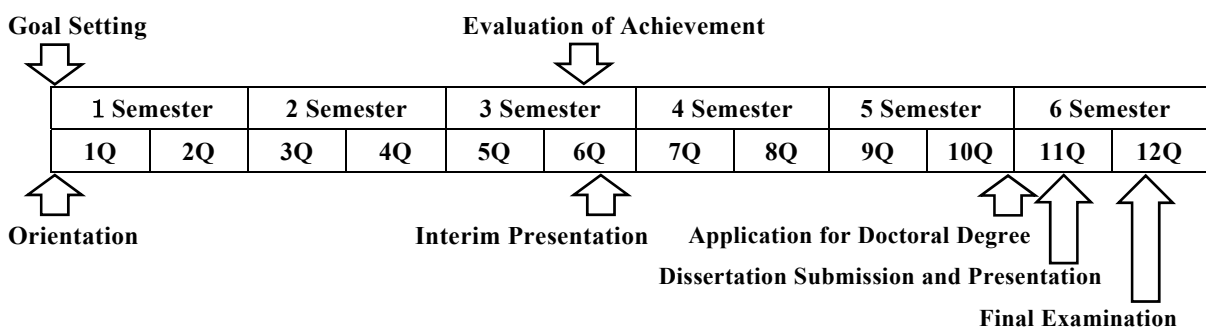 Goal Setting Evaluation of Achievement
１ Semester 2 Semester 3 Semester 4 Semester 5 Semester 6 Semester
1Q 2Q 3Q 4Q 5Q 6Q 7Q 8Q 9Q 10Q 11Q 12Q
Orientation Interim Presentation Application for Doctoral Degree
Dissertation Submission and Presentation
Final Examination